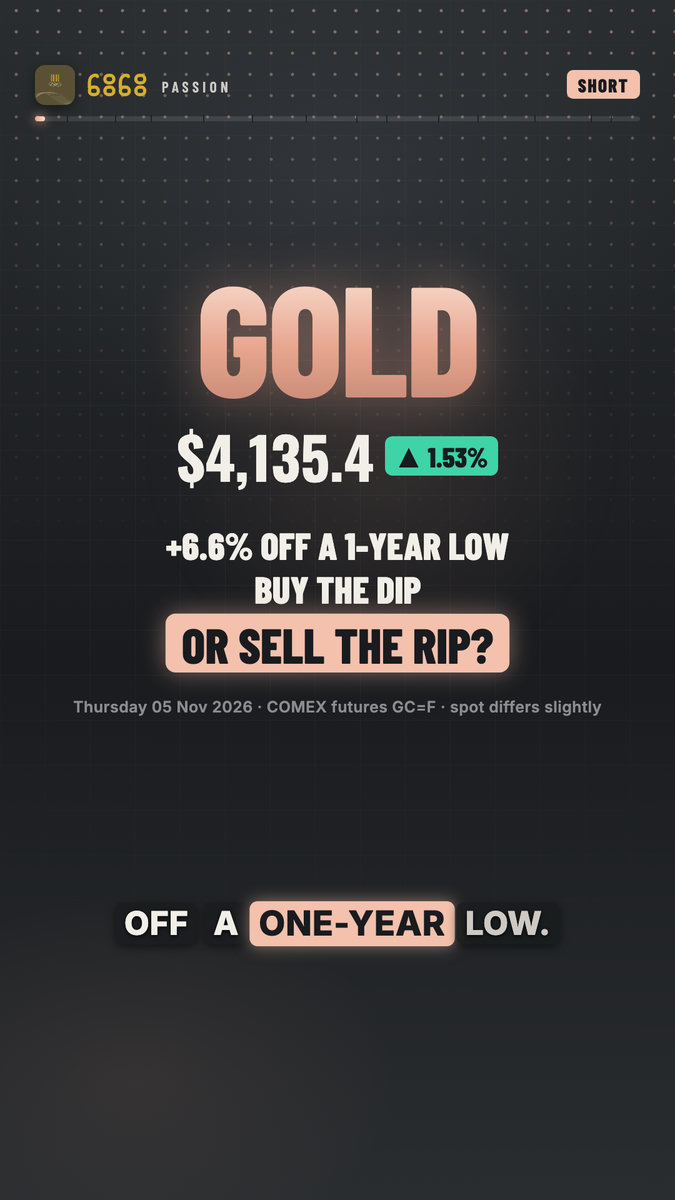 6868 PASSION
SHORT
GOLD
$4,135.4 ▲ 1.53%
+6.6% OFF A 1-YEAR LOW
BUY THE DIP
OR SELL THE RIP?
Thursday 05 Nov 2026 · COMEX futures GC=F · spot differs slightly
OFF A ONE-YEAR LOW.